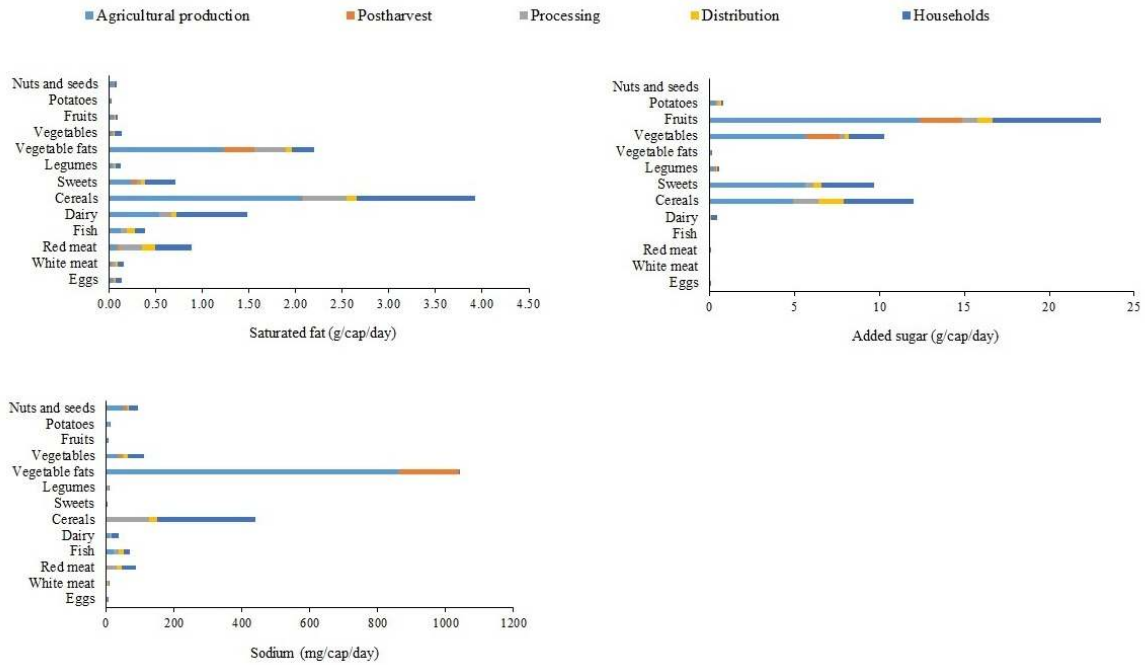 Agricultural production Postharvest Processing Distribution Households
Nuts and seeds
Potatoes
Fruits
Vegetables
Vegetable fats
Legumes
Sweets
Cereals
Dairy
Fish
Red meat
White meat
Eggs
0.00 0.50 1.00 1.50 2.00 2.50 3.00 3.50 4.00 4.50
Saturated fat (g/cap/day)
Nuts and seeds
Potatoes
Fruits
Vegetables
Vegetable fats
Legumes
Sweets
Cereals
Dairy
Fish
Red meat
White meat
Eggs
0 5 10 15 20 25
Added sugar (g/cap/day)
Nuts and seeds
Potatoes
Fruits
Vegetables
Vegetable fats
Legumes
Sweets
Cereals
Dairy
Fish
Red meat
White meat
Eggs
0 200 400 600 800 1000 1200
Sodium (mg/cap/day)